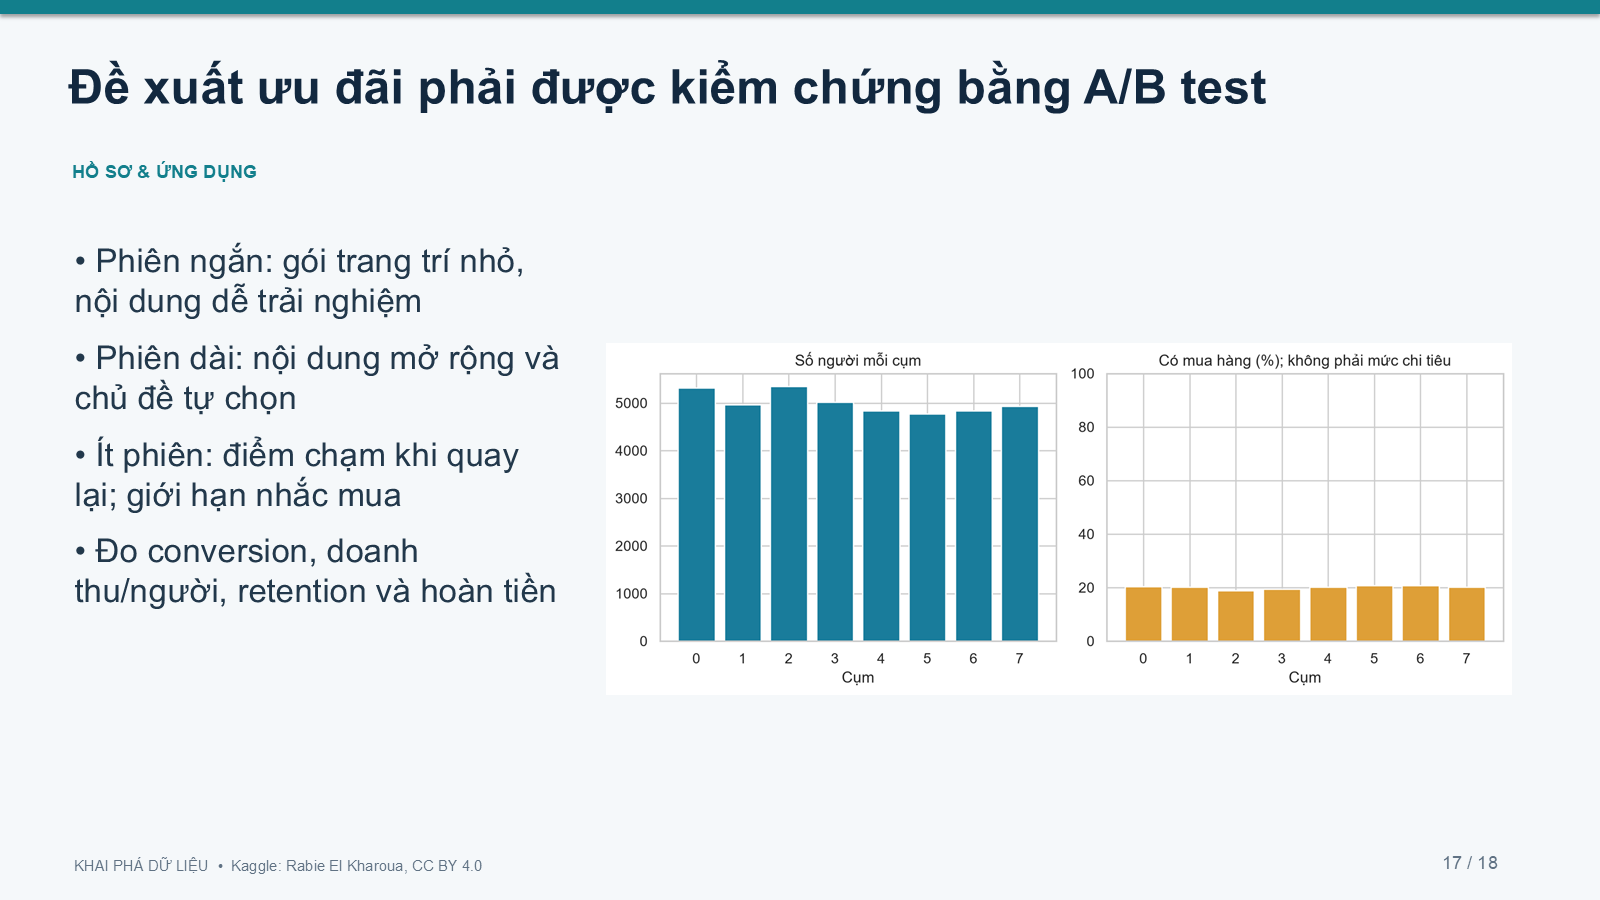 Đề xuất ưu đãi phải được kiểm chứng bằng A/B test
HỒ SƠ & ỨNG DỤNG
• Phiên ngắn: gói trang trí nhỏ,
nội dung dễ trải nghiệm
• Phiên dài: nội dung mở rộng và
chủ đề tự chọn
• Ít phiên: điểm chạm khi quay
lại; giới hạn nhắc mua
• Đo conversion, doanh
thu/người, retention và hoàn tiền
Số người mỗi cụm
5000
4000
3000
2000
1000
0
0 1 2 3 4 5 6 7
Cụm
Có mua hàng (%); không phải mức chi tiêu
100
80
60
40
20
0
0 1 2 3 4 5 6 7
Cụm
KHAI PHÁ DỮ LIỆU • Kaggle: Rabie El Kharoua, CC BY 4.0
17 / 18